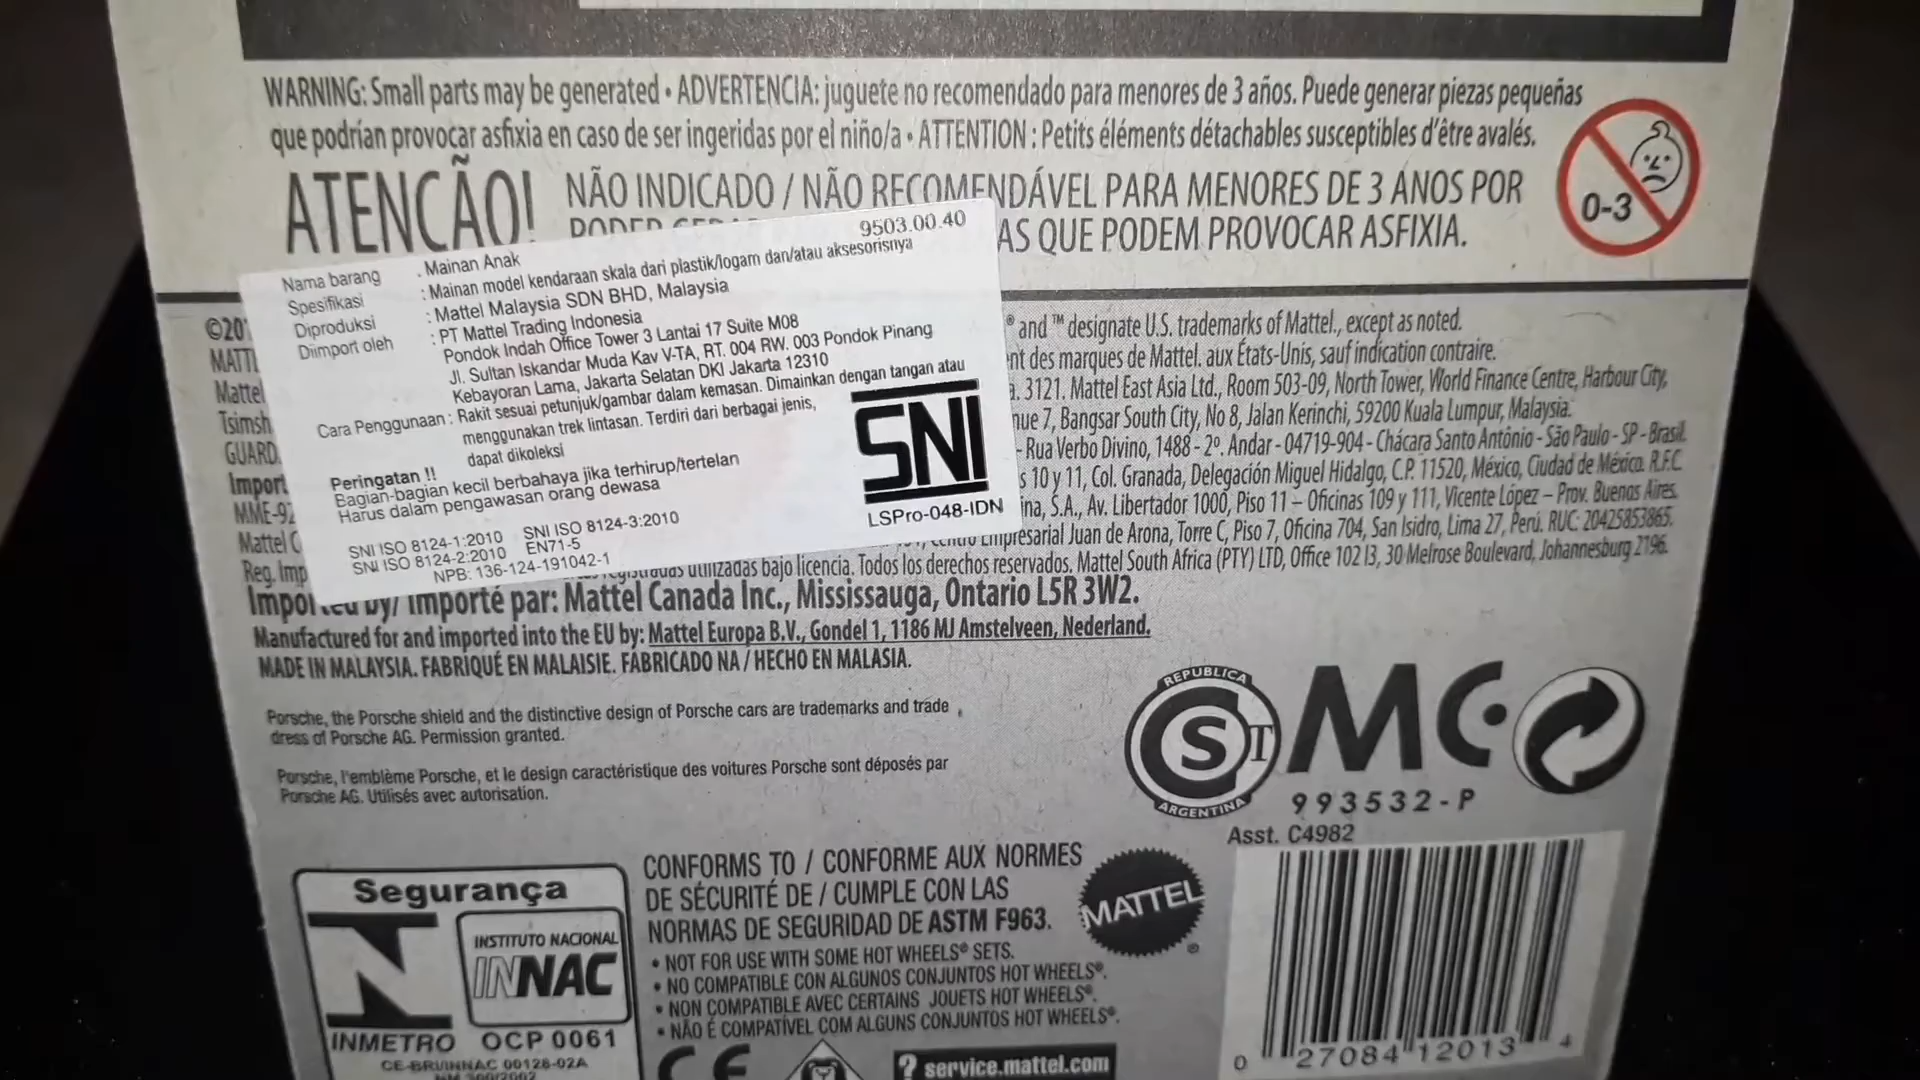 WARNING: Small parts may be generated • ADVERTENCIA: juguete no recomendado para menores de 3 años. Puede generar piezas pequeñas
que podrían provocar asfixia en caso de ser ingeridas por el niño/a • ATTENTION : Petits éléments détachables susceptibles d'être avalés.
ATENÇÃO! NÃO INDICADO / NÃO RECOMENDÁVEL PARA MENORES DE 3 ANOS POR
AS QUE PODEM PROVOCAR ASFIXIA.
0-3
9503.00.40
Nama barang : Mainan Anak
Spesifikasi : Mainan model kendaraan skala dari plastik/logam dan/atau aksesorisnya
Diproduksi : Mattel Malaysia SDN BHD, Malaysia
Diimport oleh : PT Mattel Trading Indonesia
Pondok Indah Office Tower 3 Lantai 17 Suite M08
Jl. Sultan Iskandar Muda Kav V-TA, RT. 004 RW. 003 Pondok Pinang
Kebayoran Lama, Jakarta Selatan DKI Jakarta 12310
Cara Penggunaan : Rakit sesuai petunjuk/gambar dalam kemasan. Dimainkan dengan tangan atau
menggunakan trek lintasan. Terdiri dari berbagai jenis,
dapat dikoleksi
Peringatan !!
Bagian-bagian kecil berbahaya jika terhirup/tertelan
Harus dalam pengawasan orang dewasa
SNI ISO 8124-1:2010 SNI ISO 8124-3:2010
SNI ISO 8124-2:2010 EN71-5
NPB: 136-124-191042-1
SNI
LSPro-048-IDN
® and ™ designate U.S. trademarks of Mattel., except as noted.
MATT nt des marques de Mattel. aux États-Unis, sauf indication contraire.
Mattel 3121. Mattel East Asia Ltd., Room 503-09, North Tower, World Finance Centre, Harbour City,
Tsimsh nue 7, Bangsar South City, No 8, Jalan Kerinchi, 59200 Kuala Lumpur, Malaysia.
GUARD. - Rua Verbo Divino, 1488 - 2º. Andar - 04719-904 - Chácara Santo Antônio - São Paulo - SP - Brasil.
Import s 10 y 11, Col. Granada, Delegación Miguel Hidalgo, C.P. 11520, México, Ciudad de México. R.F.C.
MME-92 ina, S.A., Av. Libertador 1000, Piso 11 – Oficinas 109 y 111, Vicente López – Prov. Buenos Aires.
Mattel C Empresarial Juan de Arona, Torre C, Piso 7, Oficina 704, San Isidro, Lima 27, Perú. RUC: 20425853865.
Reg. Imp utilizadas bajo licencia. Todos los derechos reservados. Mattel South Africa (PTY) LTD, Office 102 I3, 30 Melrose Boulevard, Johannesburg 2196.
Imported by/ Importé par: Mattel Canada Inc., Mississauga, Ontario L5R 3W2.
Manufactured for and imported into the EU by: Mattel Europa B.V., Gondel 1, 1186 MJ Amstelveen, Nederland.
MADE IN MALAYSIA. FABRIQUÉ EN MALAISIE. FABRICADO NA / HECHO EN MALASIA.
Porsche, the Porsche shield and the distinctive design of Porsche cars are trademarks and trade
dress of Porsche AG. Permission granted.
Porsche, l'emblème Porsche, et le design caractéristique des voitures Porsche sont déposés par
Porsche AG. Utilisés avec autorisation.
REPUBLICA
S T
ARGENTINA
MC
993532-P
Asst. C4982
Segurança
INSTITUTO NACIONAL
INNAC
INMETRO OCP 0061
CE-BR/INNAC 00128-02A
NM 300/2002
CONFORMS TO / CONFORME AUX NORMES
DE SÉCURITÉ DE / CUMPLE CON LAS
NORMAS DE SEGURIDAD DE ASTM F963.
• NOT FOR USE WITH SOME HOT WHEELS® SETS.
• NO COMPATIBLE CON ALGUNOS CONJUNTOS HOT WHEELS®.
• NON COMPATIBLE AVEC CERTAINS JOUETS HOT WHEELS®.
• NÃO É COMPATÍVEL COM ALGUNS CONJUNTOS HOT WHEELS®.
MATTEL
®
CE
? service.mattel.com
0 27084 12013 4